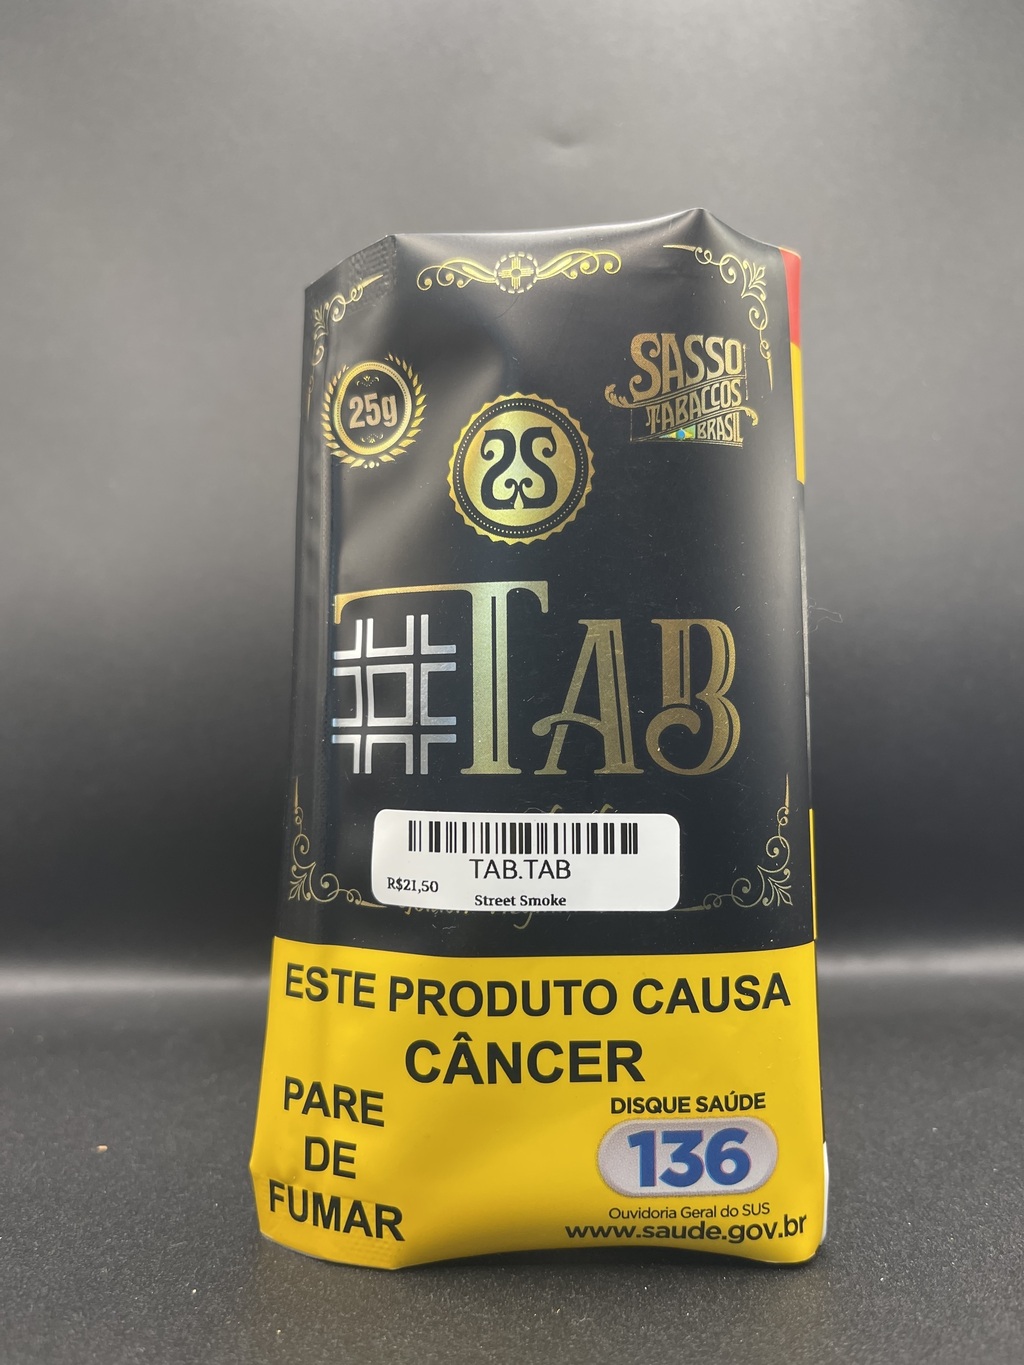 25g
SASSO
TABACCOS
BRASIL
#TAB
TAB.TAB
R$21,50
Street Smoke
ESTE PRODUTO CAUSA
CÂNCER
PARE
DE
FUMAR
DISQUE SAÚDE
136
Ouvidoria Geral do SUS
www.saude.gov.br